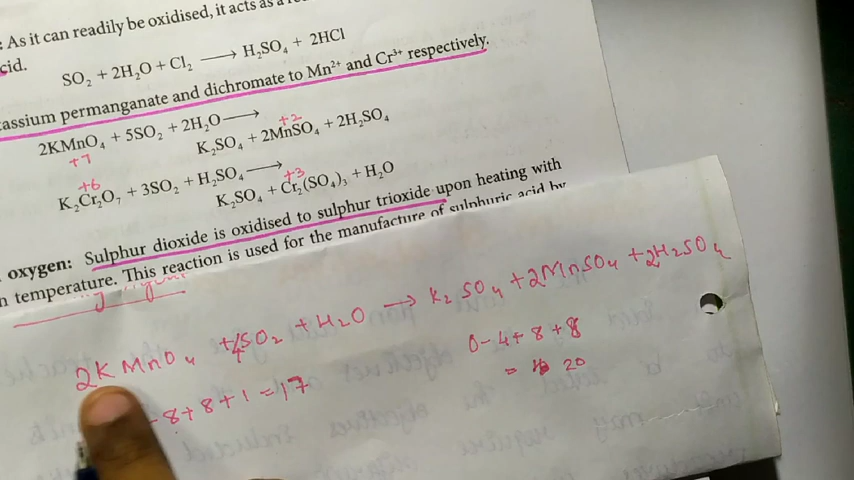 : As it can readily be oxidised, it acts as a
cid.
SO₂ + 2H₂O + Cl₂ ⟶ H₂SO₄ + 2HCl
tassium permanganate and dichromate to Mn²⁺ and Cr³⁺ respectively.
2KMnO₄ + 5SO₂ + 2H₂O ⟶
+7
+2
K₂SO₄ + 2MnSO₄ + 2H₂SO₄
+6
K₂Cr₂O₇ + 3SO₂ + H₂SO₄ ⟶
+3
K₂SO₄ + Cr₂(SO₄)₃ + H₂O
oxygen: Sulphur dioxide is oxidised to sulphur trioxide upon heating with
n temperature. This reaction is used for the manufacture of sulphuric acid by
2KMnO₄ + SO₂ + H₂O → K₂SO₄ + 2MnSO₄ + 2H₂SO₄
8 + 8 + 1 = 17
0 - 4 + 8 + 8
= 20